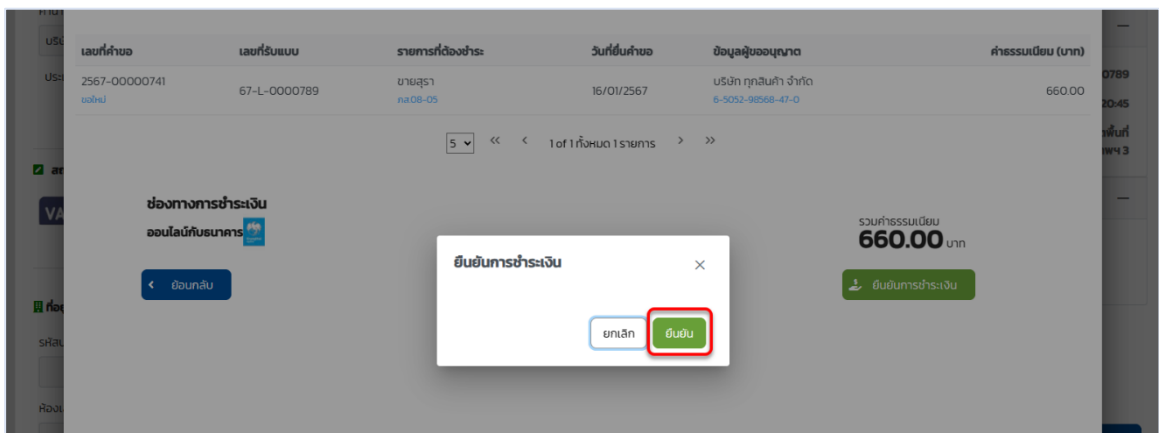 เลขที่คำขอ เลขที่รับแบบ รายการที่ต้องชำระ วันที่ยื่นคำขอ ข้อมูลผู้ขออนุญาต ค่าธรรมเนียม (บาท)
2567-00000741 67-L-0000789 ขายสุรา 16/01/2567 บริษัท ทุกสินค้า จำกัด 660.00
ขอใหม่ ภส.08-05 6-5052-98568-47-0
0789
20:45
5 1 of 1 ทั้งหมด 1 รายการ
ช่องทางการชำระเงิน
ออนไลน์กับธนาคาร
รวมค่าธรรมเนียม
660.00 บาท
ยืนยันการชำระเงิน
ย้อนกลับ ยืนยันการชำระเงิน
ยกเลิก ยืนยัน